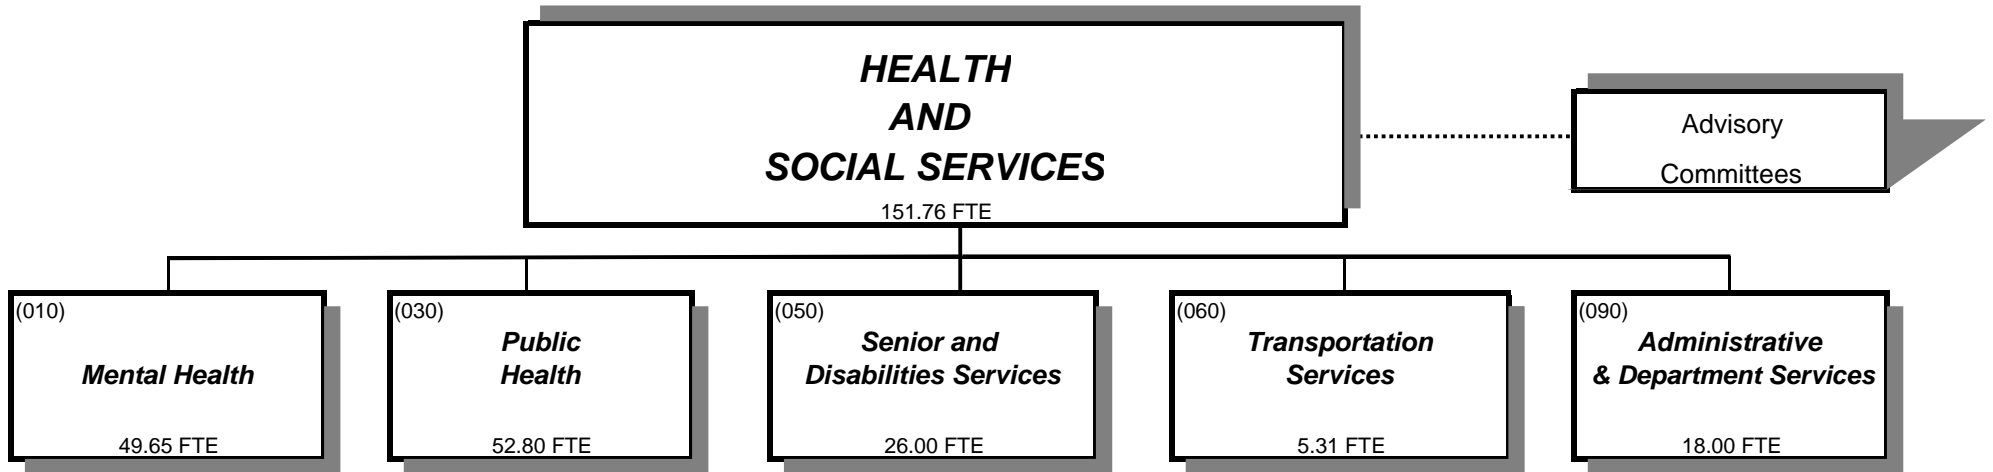 HEALTH
AND
SOCIAL SERVICES
151.76 FTE
Advisory
Committees
(010)
Mental Health
49.65 FTE
(030)
Public
Health
52.80 FTE
(050)
Senior and
Disabilities Services
26.00 FTE
(060)
Transportation
Services
5.31 FTE
(090)
Administrative
& Department Services
18.00 FTE